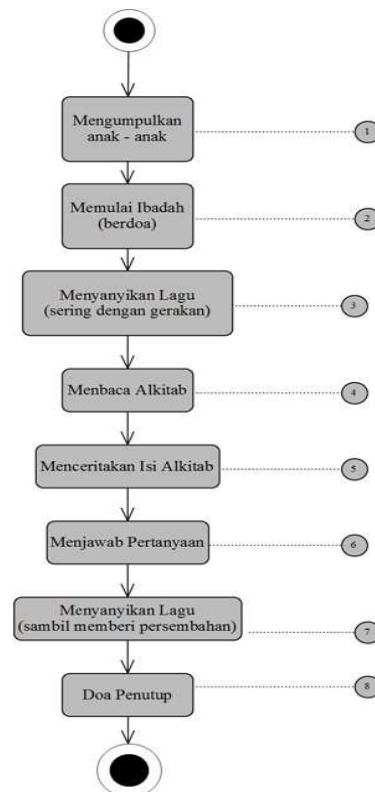 Mengumpulkan
anak - anak
1
Memulai Ibadah
(berdoa)
2
Menyanyikan Lagu
(sering dengan gerakan)
3
Menbaca Alkitab
4
Menceritakan Isi Alkitab
5
Menjawab Pertanyaan
6
Menyanyikan Lagu
(sambil memberi persembahan)
7
Doa Penutup
8